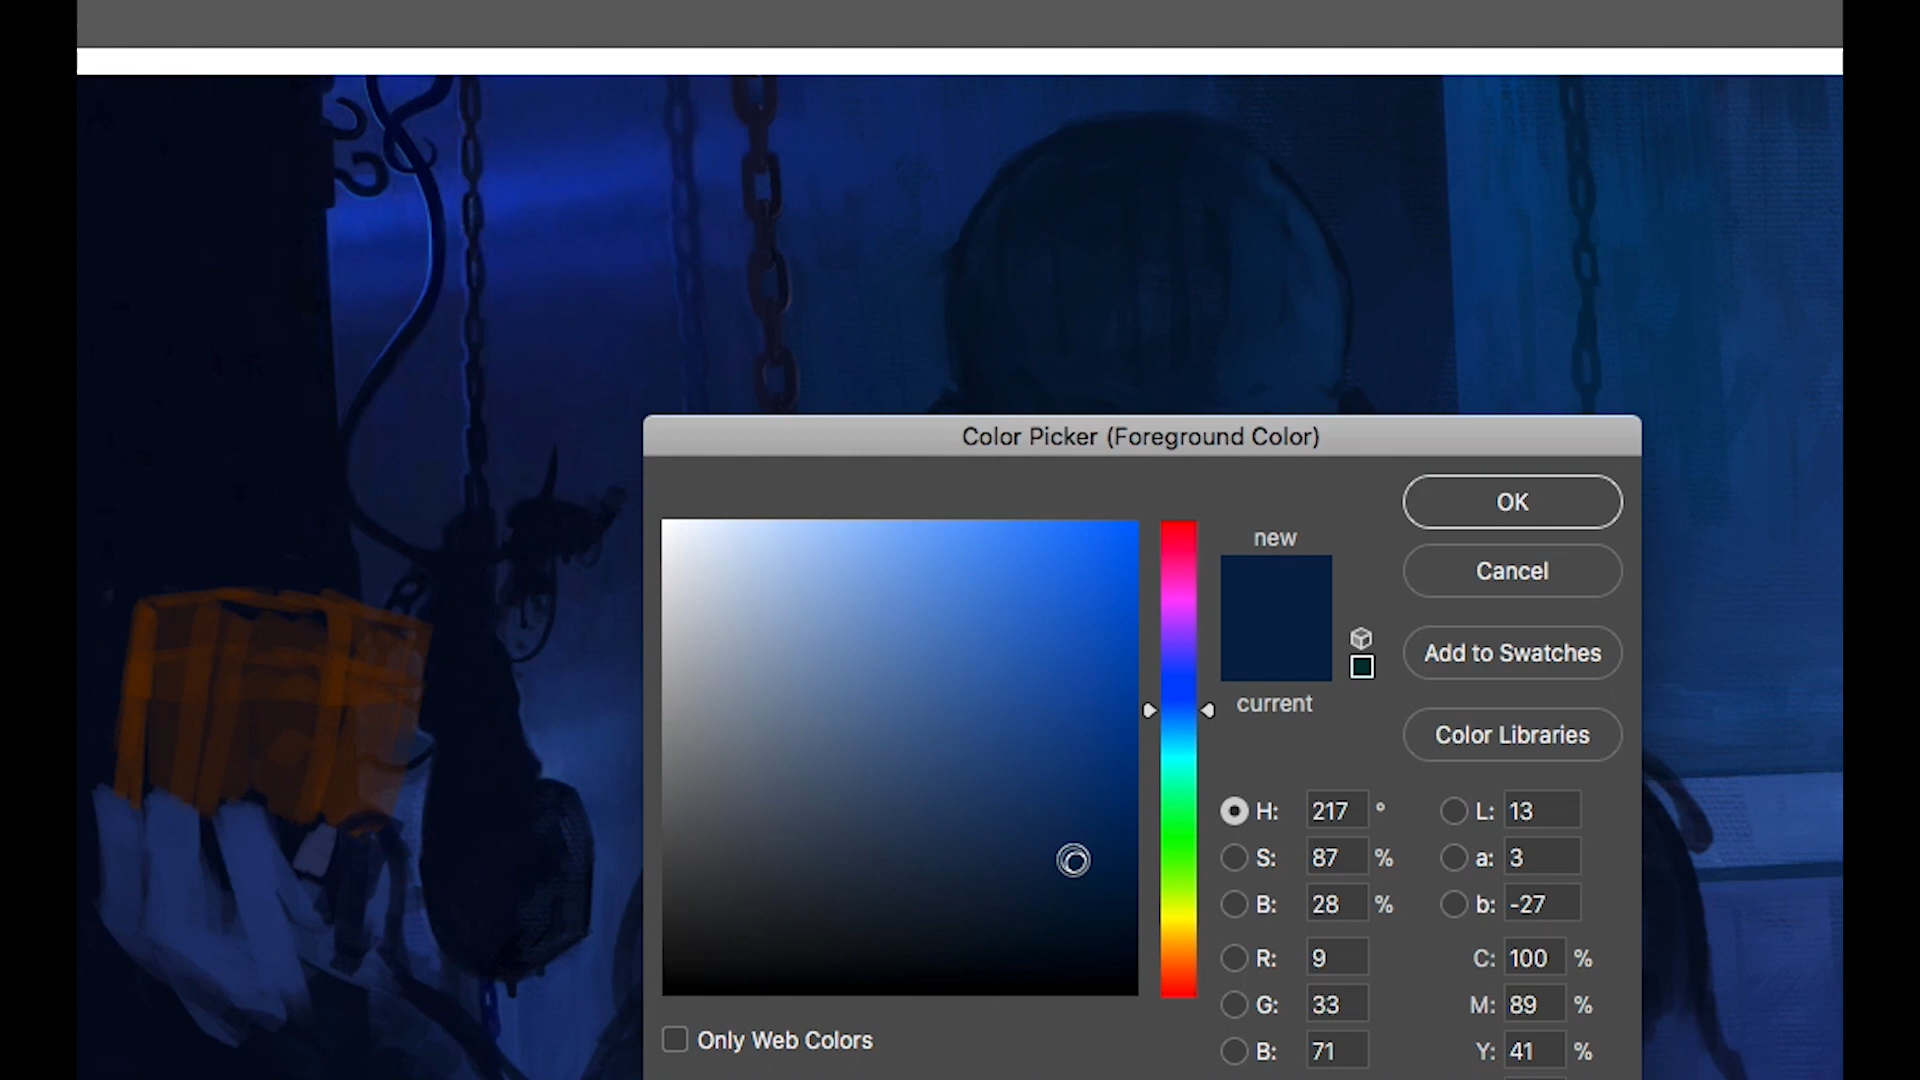 Color Picker (Foreground Color)
OK
new
Cancel
Add to Swatches
current
Color Libraries
H: 217 ° L: 13
S: 87 % a: 3
B: 28 % b: -27
R: 9 C: 100 %
G: 33 M: 89 %
Only Web Colors
B: 71 Y: 41 %